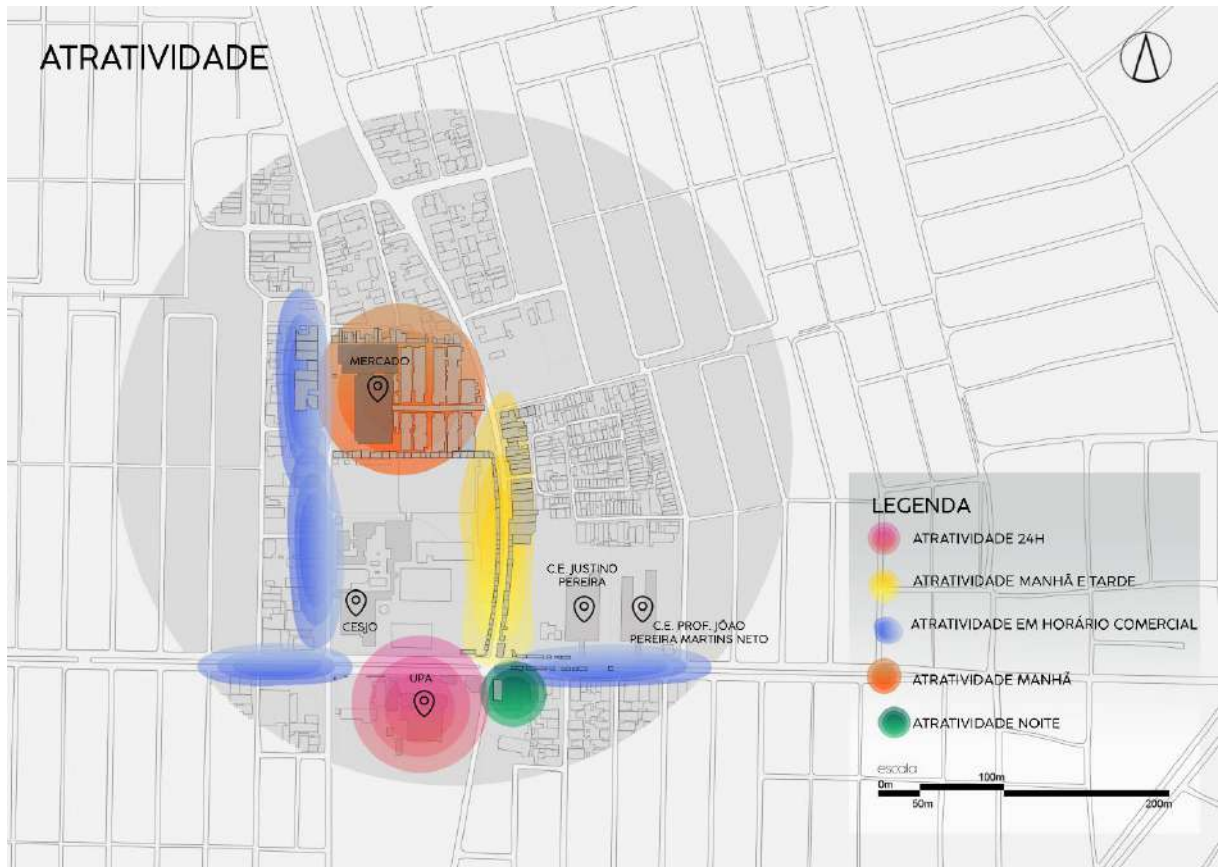 ATRATIVIDADE
MERCADO
C.E. JUSTINO
PEREIRA
CESJO
C.E. PROF. JÔAO
PEREIRA MARTINS NETO
UPA
LEGENDA
ATRATIVIDADE 24H
ATRATIVIDADE MANHÃ E TARDE
ATRATIVIDADE EM HORÁRIO COMERCIAL
ATRATIVIDADE MANHÃ
ATRATIVIDADE NOITE
escala
0m
50m
100m
200m